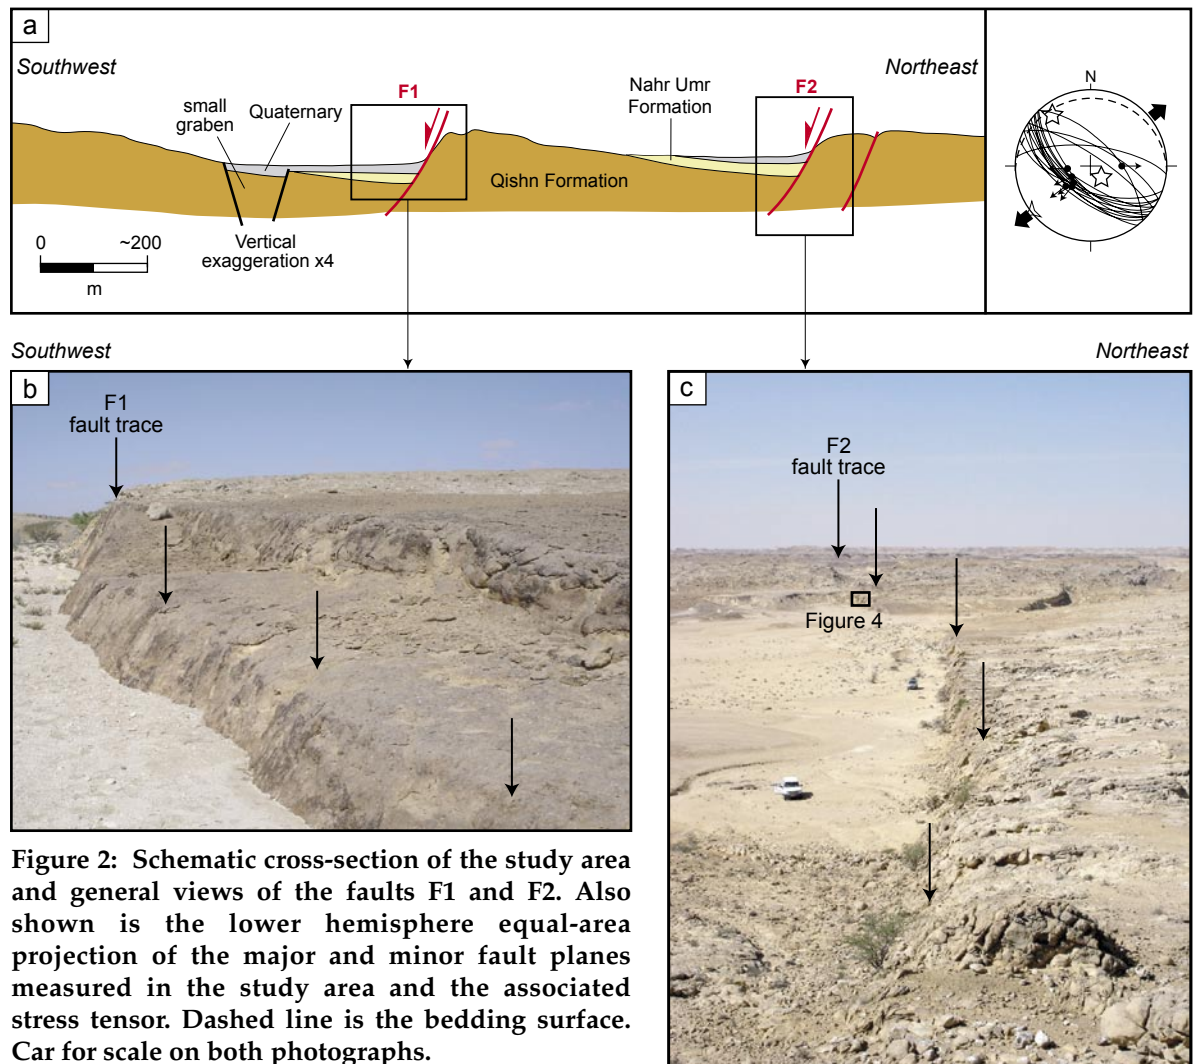 a
Southwest
Northeast
F1
F2
small
graben
Quaternary
Nahr Umr
Formation
Qishn Formation
N
0
~200
m
Vertical
exaggeration x4
Southwest
Northeast
b
F1
fault trace
c
F2
fault trace
Figure 4
Figure 2: Schematic cross-section of the study area
and general views of the faults F1 and F2. Also
shown is the lower hemisphere equal-area
projection of the major and minor fault planes
measured in the study area and the associated
stress tensor. Dashed line is the bedding surface.
Car for scale on both photographs.